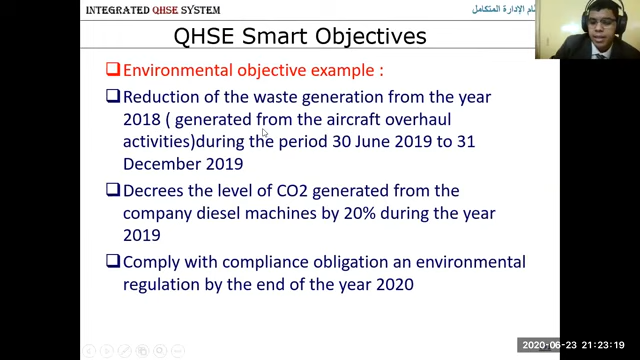 INTEGRATED QHSE SYSTEM
ام الإدارة المتكامل
QHSE Smart Objectives
Environmental objective example :
Reduction of the waste generation from the year
2018 ( generated from the aircraft overhaul
activities)during the period 30 June 2019 to 31
December 2019
Decrees the level of CO2 generated from the
company diesel machines by 20% during the year
2019
Comply with compliance obligation an environmental
regulation by the end of the year 2020
2020-06-23 21:23:19